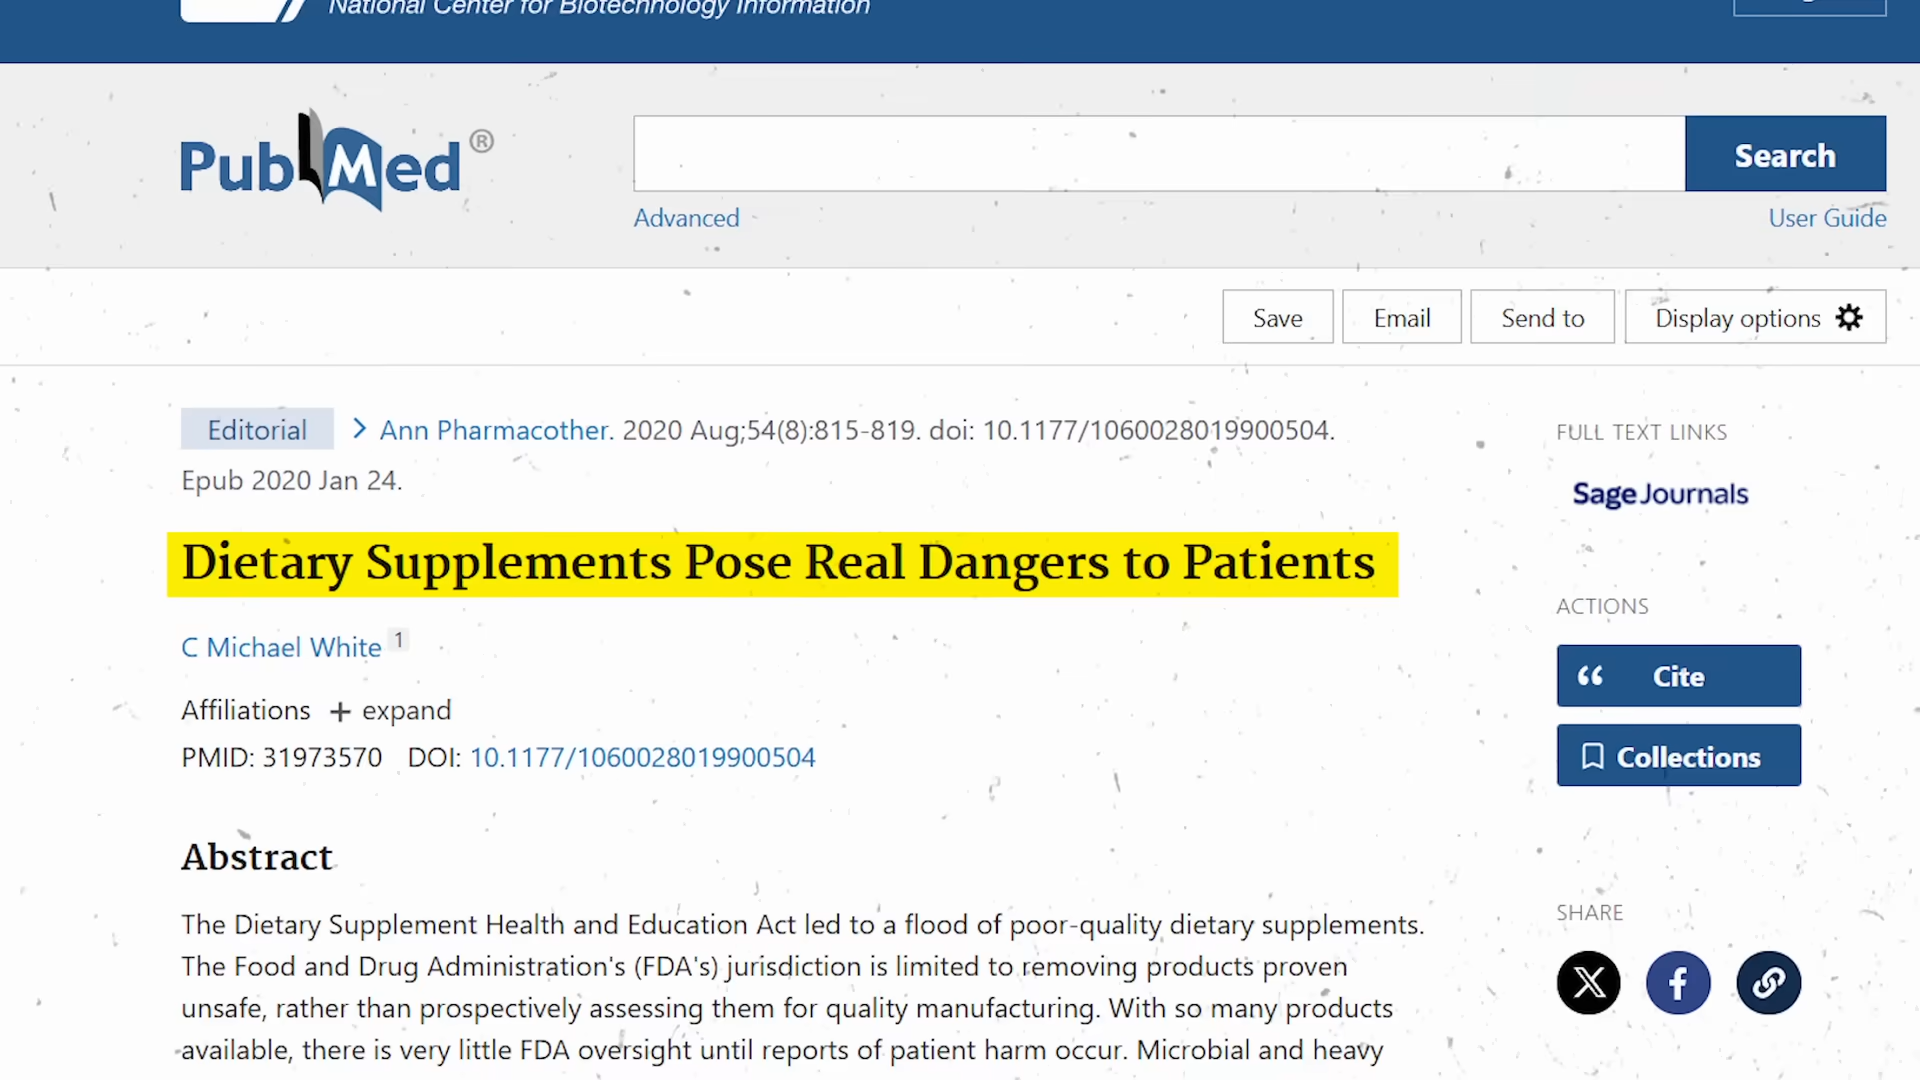 National Center for Biotechnology Information
PubMed®
Search
Advanced
User Guide
Save
Email
Send to
Display options
Editorial > Ann Pharmacother. 2020 Aug;54(8):815-819. doi: 10.1177/1060028019900504.
Epub 2020 Jan 24.
Dietary Supplements Pose Real Dangers to Patients
C Michael White 1
Affiliations + expand
PMID: 31973570 DOI: 10.1177/1060028019900504
Abstract
The Dietary Supplement Health and Education Act led to a flood of poor-quality dietary supplements.
The Food and Drug Administration's (FDA's) jurisdiction is limited to removing products proven
unsafe, rather than prospectively assessing them for quality manufacturing. With so many products
available, there is very little FDA oversight until reports of patient harm occur. Microbial and heavy
FULL TEXT LINKS
Sage Journals
ACTIONS
Cite
Collections
SHARE